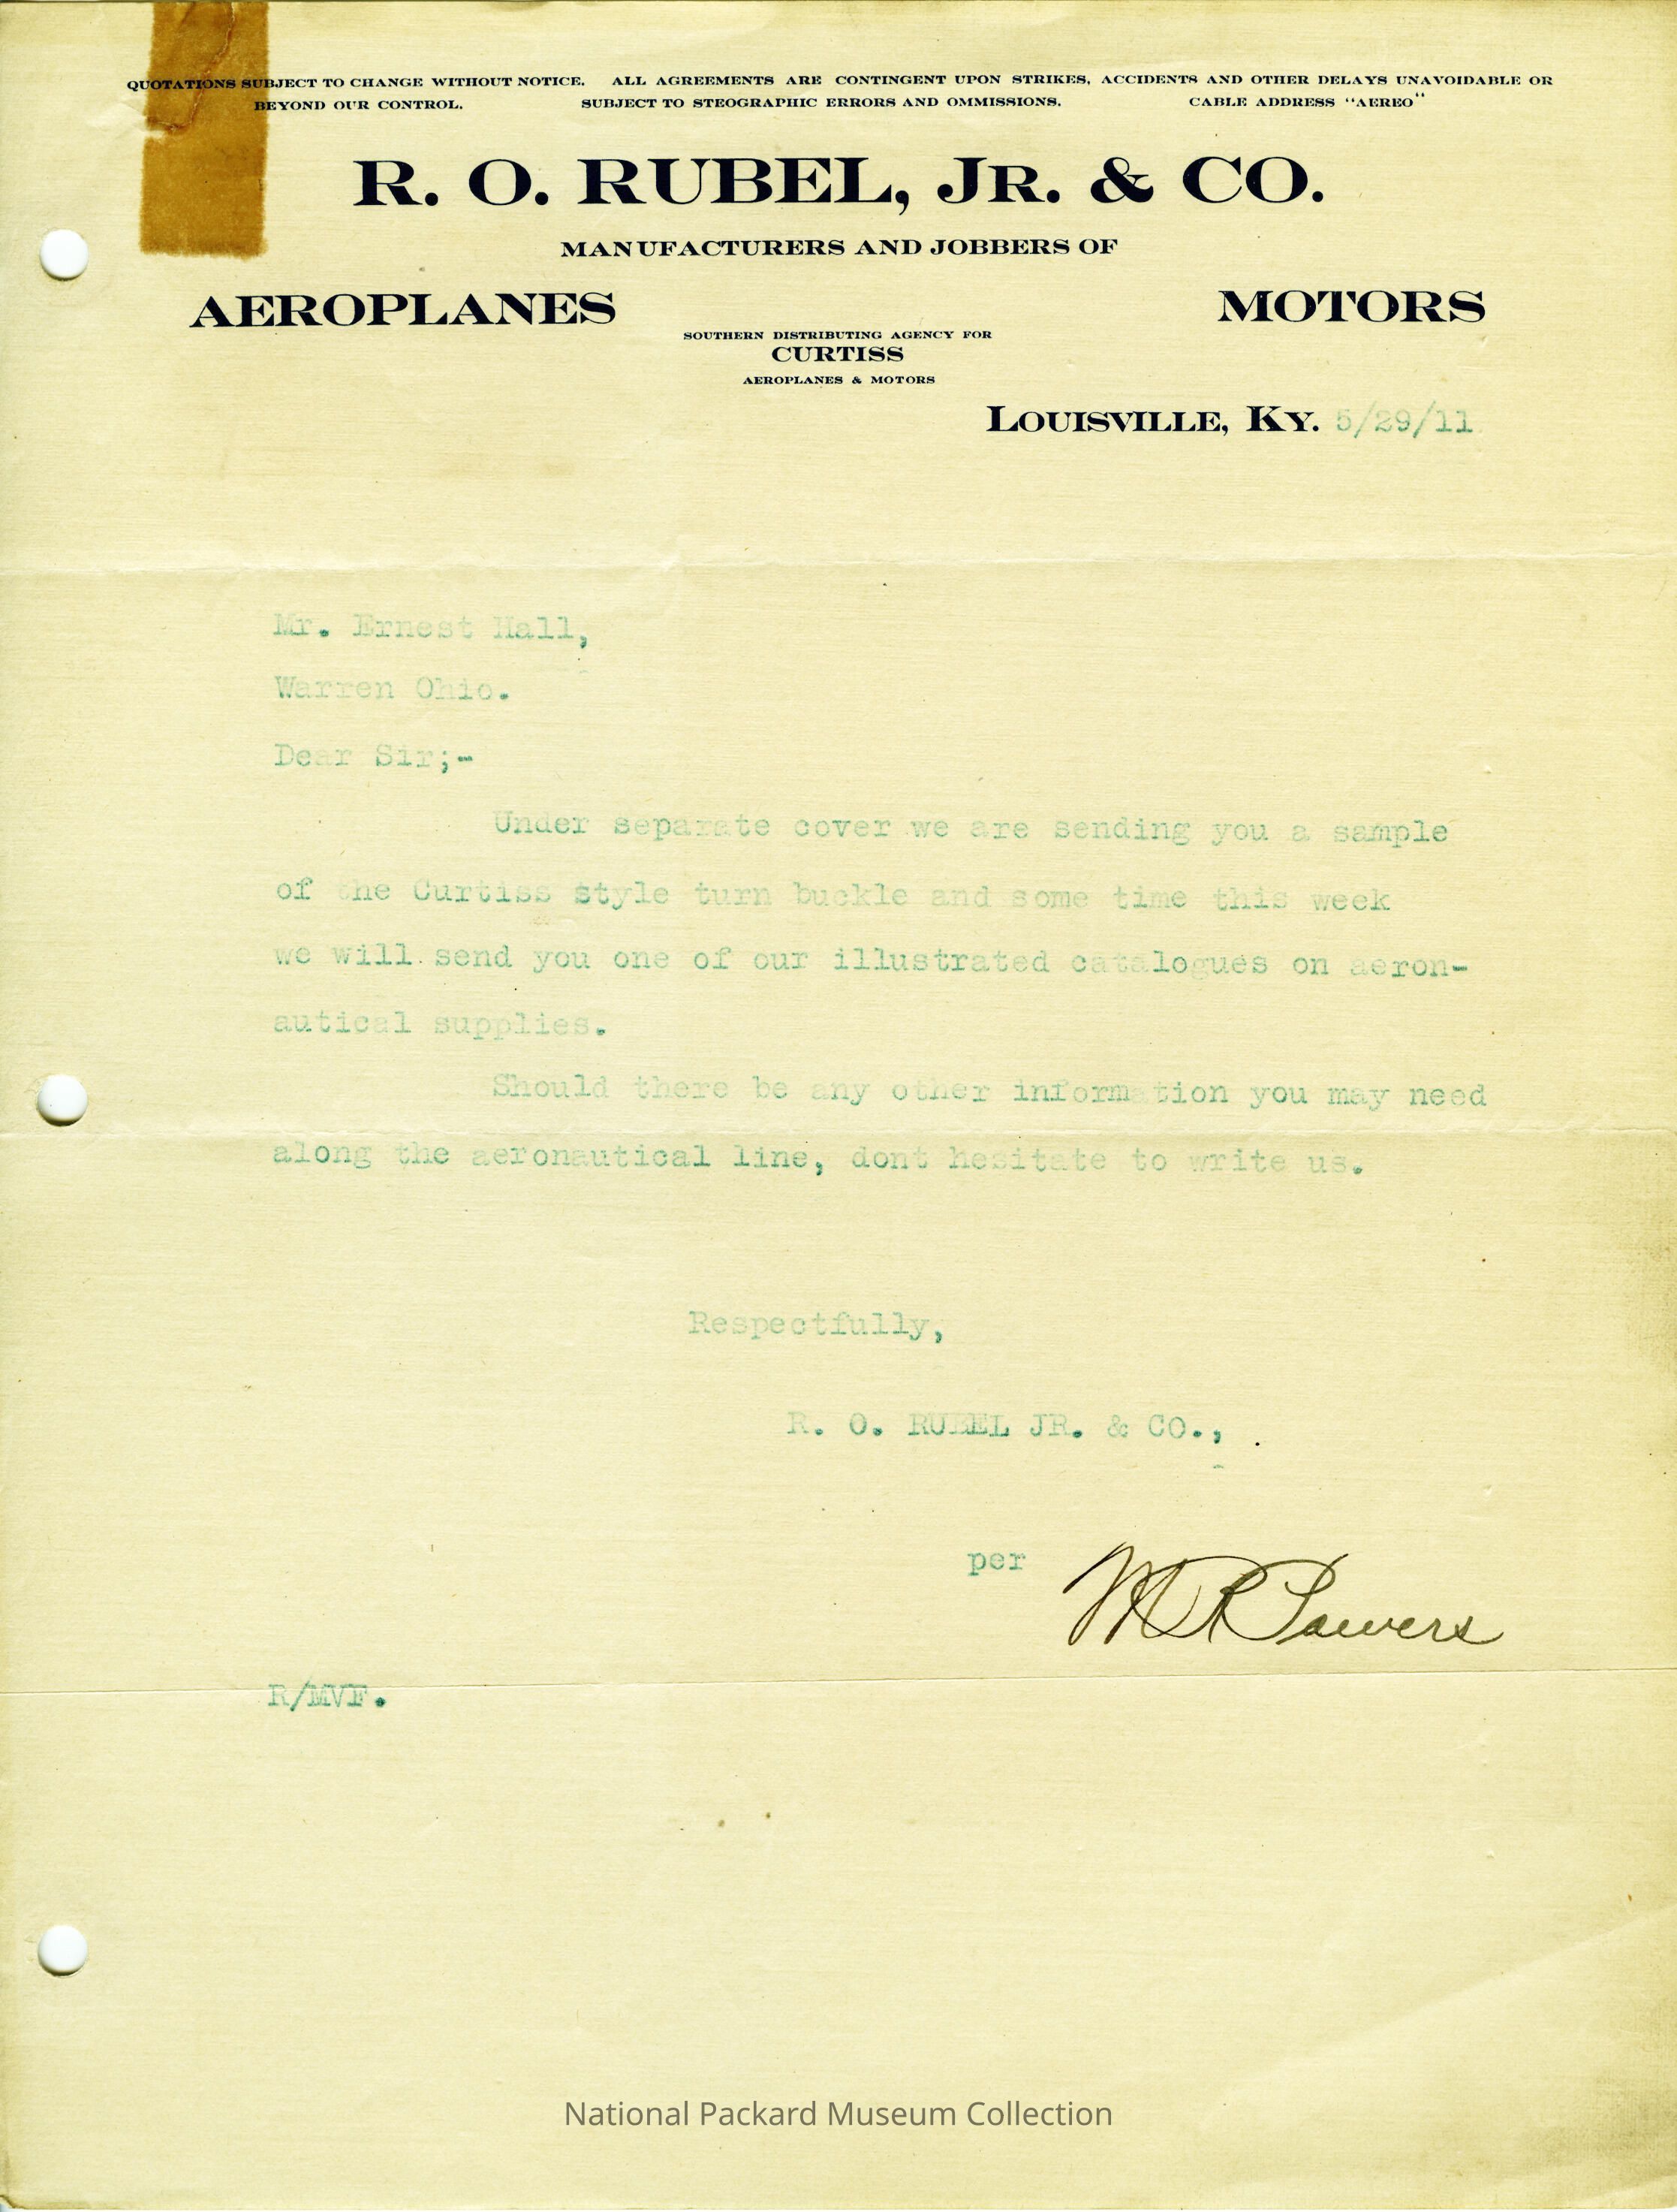 QUOTATIONS SUBJECT TO CHANGE WITHOUT NOTICE. ALL AGREEMENTS ARE CONTINGENT UPON STRIKES, ACCIDENTS AND OTHER DELAYS UNAVOIDABLE OR
BEYOND OUR CONTROL. SUBJECT TO STEOGRAPHIC ERRORS AND OMMISSIONS. CABLE ADDRESS "AEREO"
R. O. RUBEL, JR. & CO.
MANUFACTURERS AND JOBBERS OF
AEROPLANES MOTORS
SOUTHERN DISTRIBUTING AGENCY FOR
CURTISS
AEROPLANES & MOTORS
LOUISVILLE, KY. 5/29/11
Mr. Ernest Hall,
Warren Ohio.
Dear Sir;-
Under separate cover we are sending you a sample
of the Curtiss style turn buckle and some time this week
we will send you one of our illustrated catalogues on aeron-
autical supplies.
Should there be any other information you may need
along the aeronautical line, dont hesitate to write us.
Respectfully,
R. O. RUBEL JR. & CO.,
per M R Powers
R/MVF.
National Packard Museum Collection